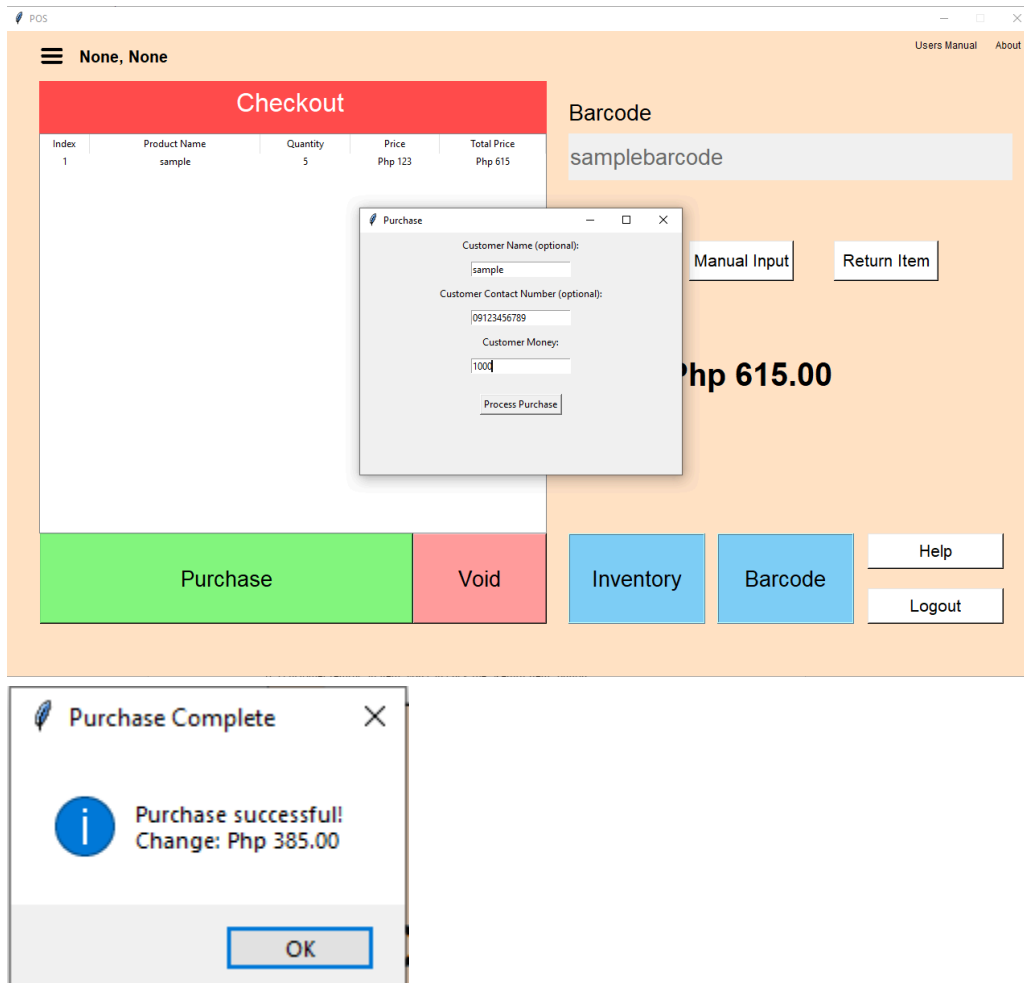 POS
None, None
Users Manual About
Checkout
Index Product Name Quantity Price Total Price
1 sample 5 Php 123 Php 615
Barcode
samplebarcode
Manual Input Return Item
Php 615.00
Purchase
Customer Name (optional):
sample
Customer Contact Number (optional):
09123456789
Customer Money:
1000
Process Purchase
Purchase Void Inventory Barcode
Help
Logout
Purchase Complete
i
Purchase successful!
Change: Php 385.00
OK